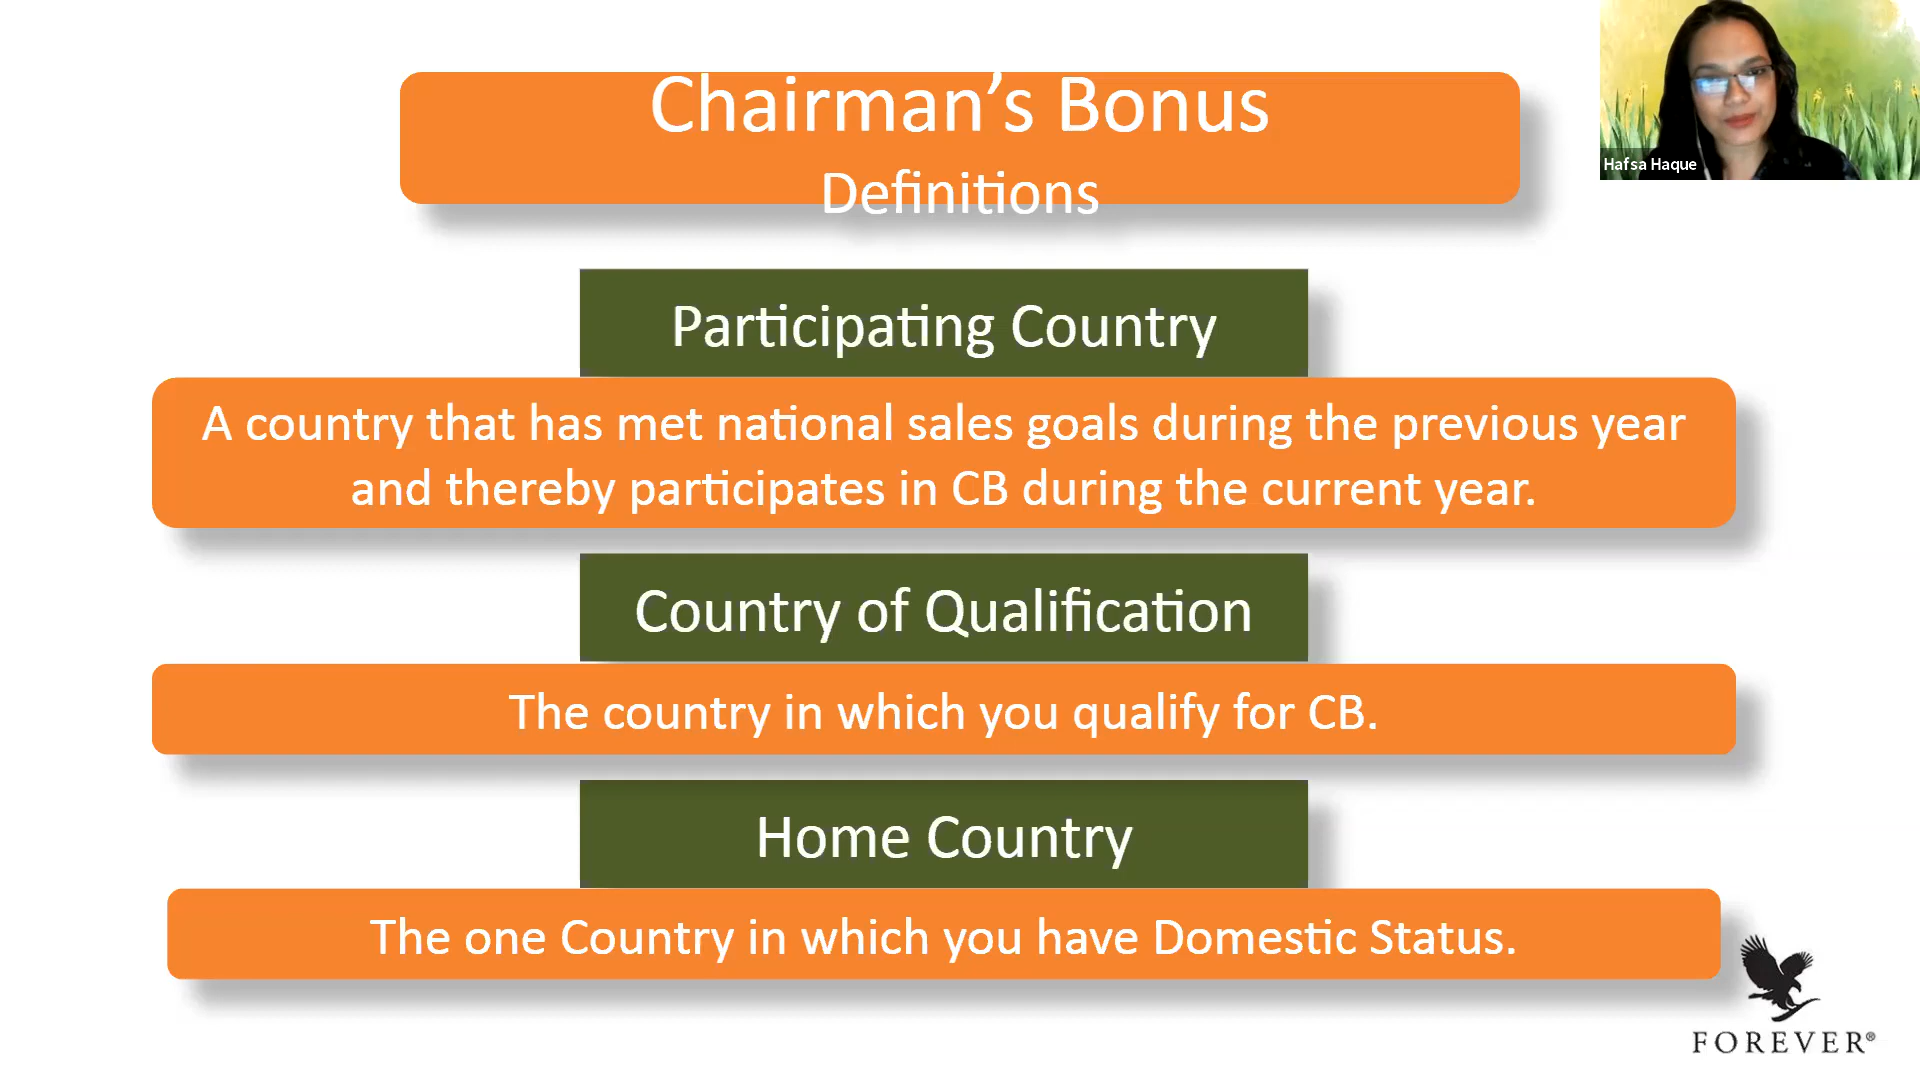 Chairman’s Bonus
Definitions
Hafsa Haque
Participating Country
A country that has met national sales goals during the previous year
and thereby participates in CB during the current year.
Country of Qualification
The country in which you qualify for CB.
Home Country
The one Country in which you have Domestic Status.
FOREVER®